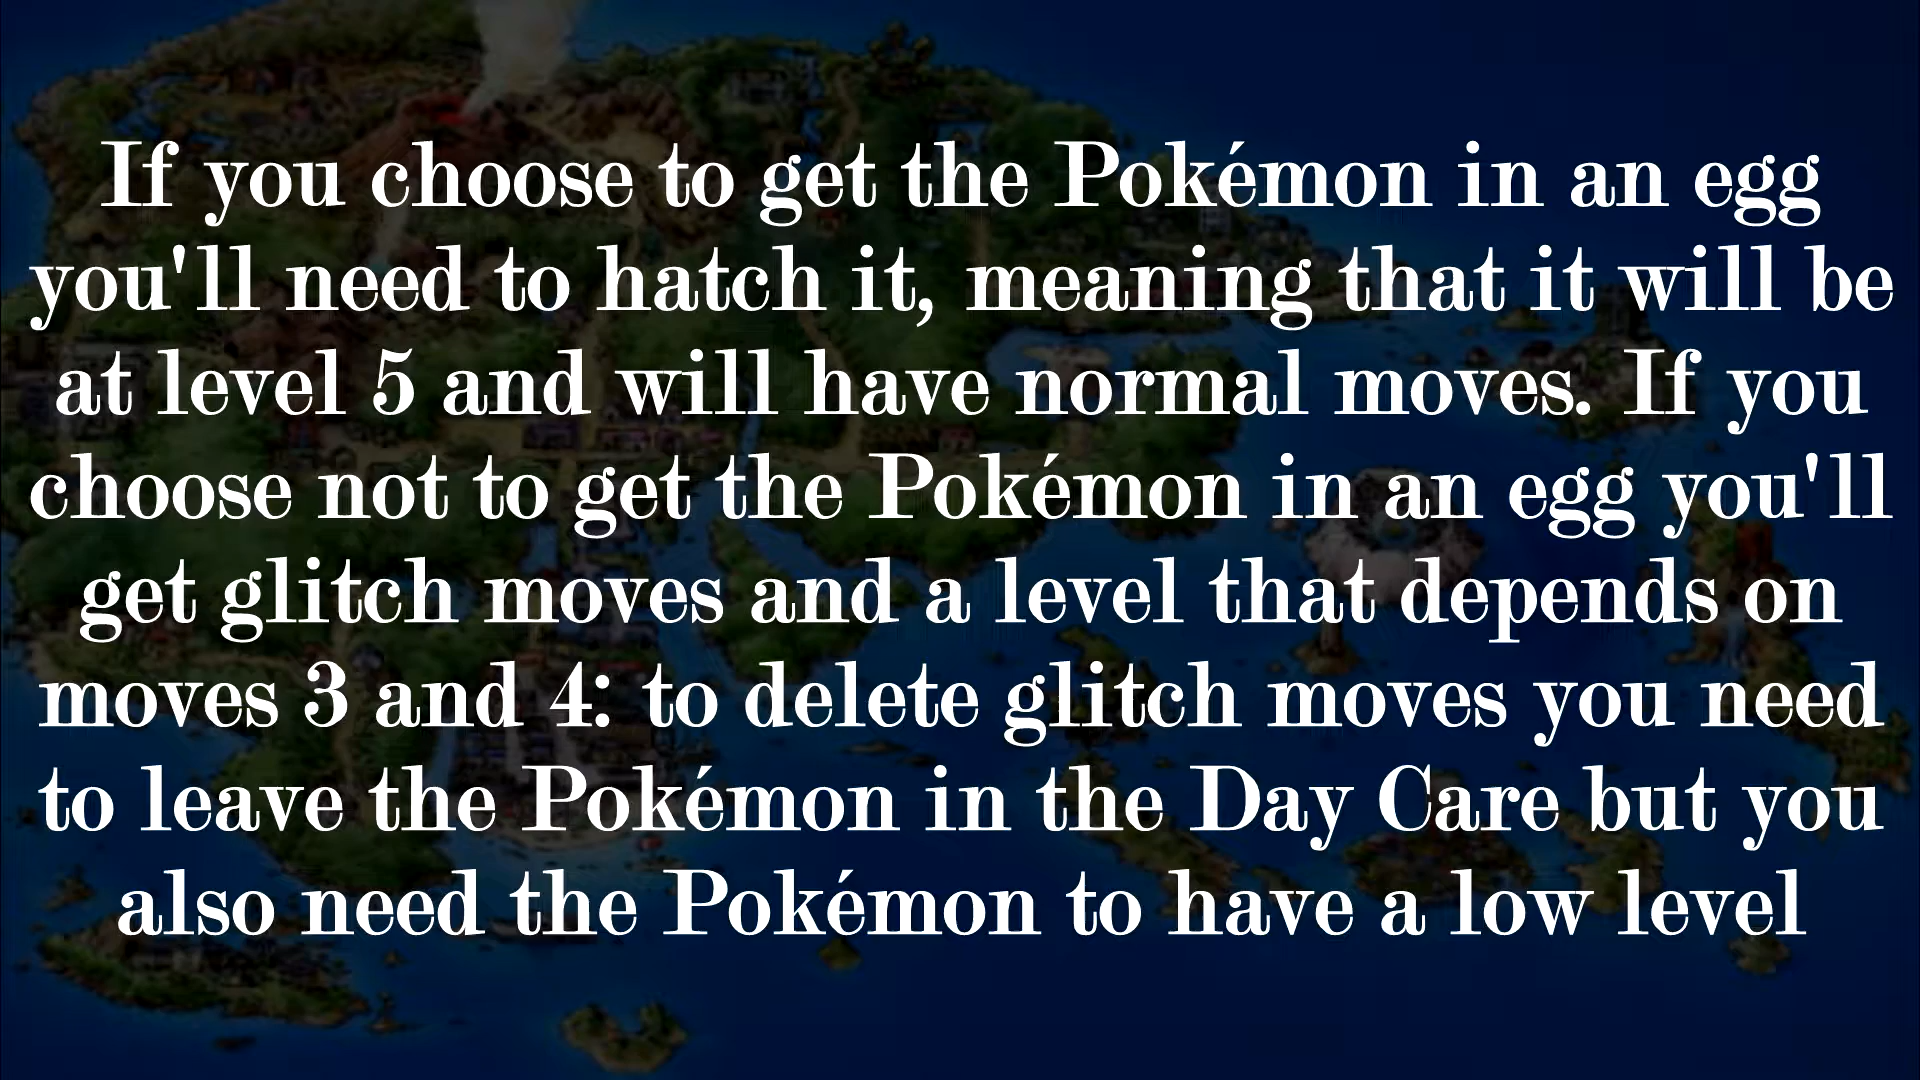 If you choose to get the Pokémon in an egg
you'll need to hatch it, meaning that it will be
at level 5 and will have normal moves. If you
choose not to get the Pokémon in an egg you'll
get glitch moves and a level that depends on
moves 3 and 4: to delete glitch moves you need
to leave the Pokémon in the Day Care but you
also need the Pokémon to have a low level